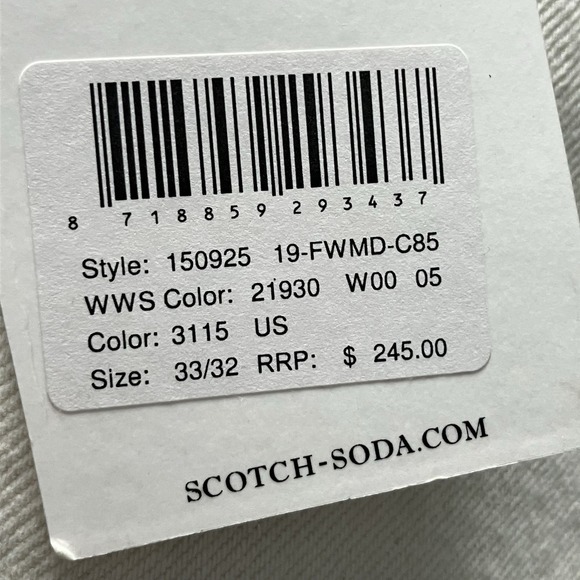 8 718859 293437
Style: 150925 19-FWMD-C85
WWS Color: 21930 W00 05
Color: 3115 US
Size: 33/32 RRP: $ 245.00
SCOTCH-SODA.COM